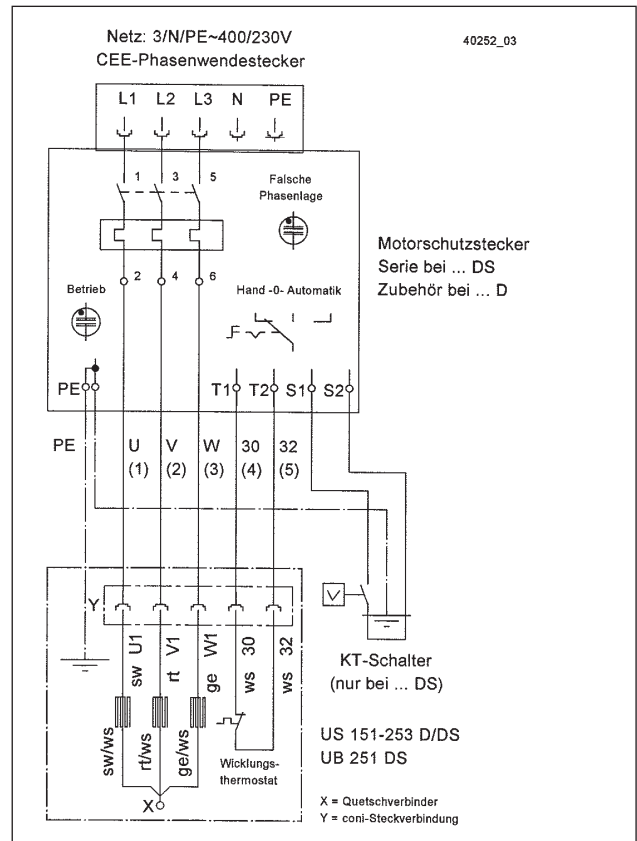 Netz: 3/N/PE~400/230V
40252_03
CEE-Phasenwendestecker
L1 L2 L3 N PE
1 3 5
Falsche
Phasenlage
Motorschutzstecker
Serie bei ... DS
Zubehör bei ... D
2 4 6
Betrieb
Hand -0- Automatik
PE T1 T2 S1 S2
PE U V W 30 32
(1) (2) (3) (4) (5)
Y
U1 V1 W1 30 32
sw rt ge ws ws
KT-Schalter
(nur bei ... DS)
sw/ws rt/ws ge/ws
Wicklungs-
thermostat
US 151-253 D/DS
UB 251 DS
X
X = Quetschverbinder
Y = coni-Steckverbindung